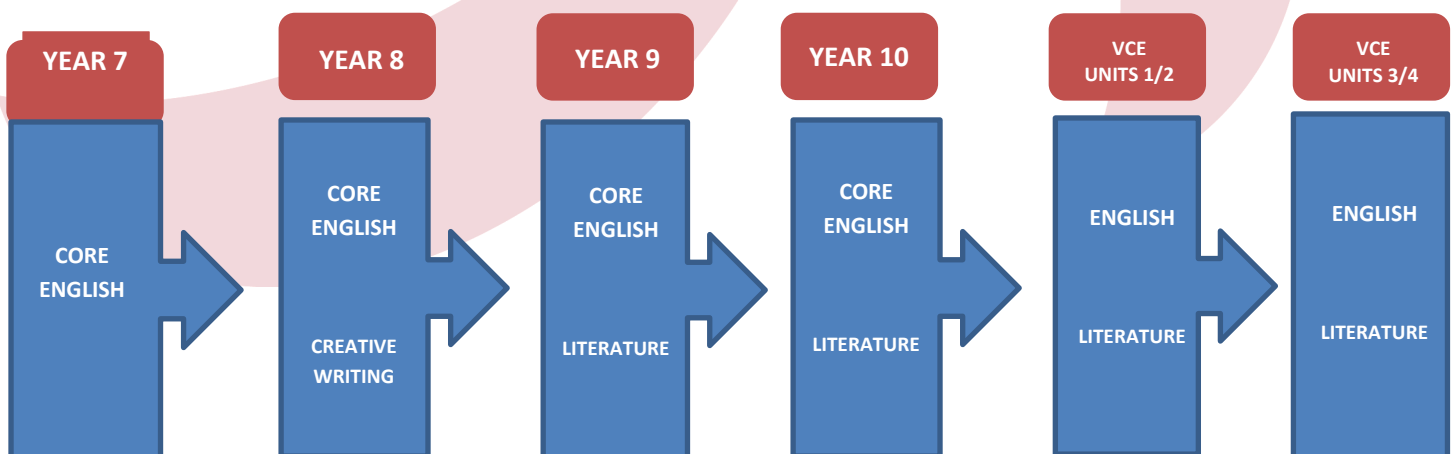 YEAR 7
YEAR 8
YEAR 9
YEAR 10
VCE
UNITS 1/2
VCE
UNITS 3/4
CORE
ENGLISH
CORE
ENGLISH
CREATIVE
WRITING
CORE
ENGLISH
LITERATURE
CORE
ENGLISH
LITERATURE
ENGLISH
LITERATURE
ENGLISH
LITERATURE